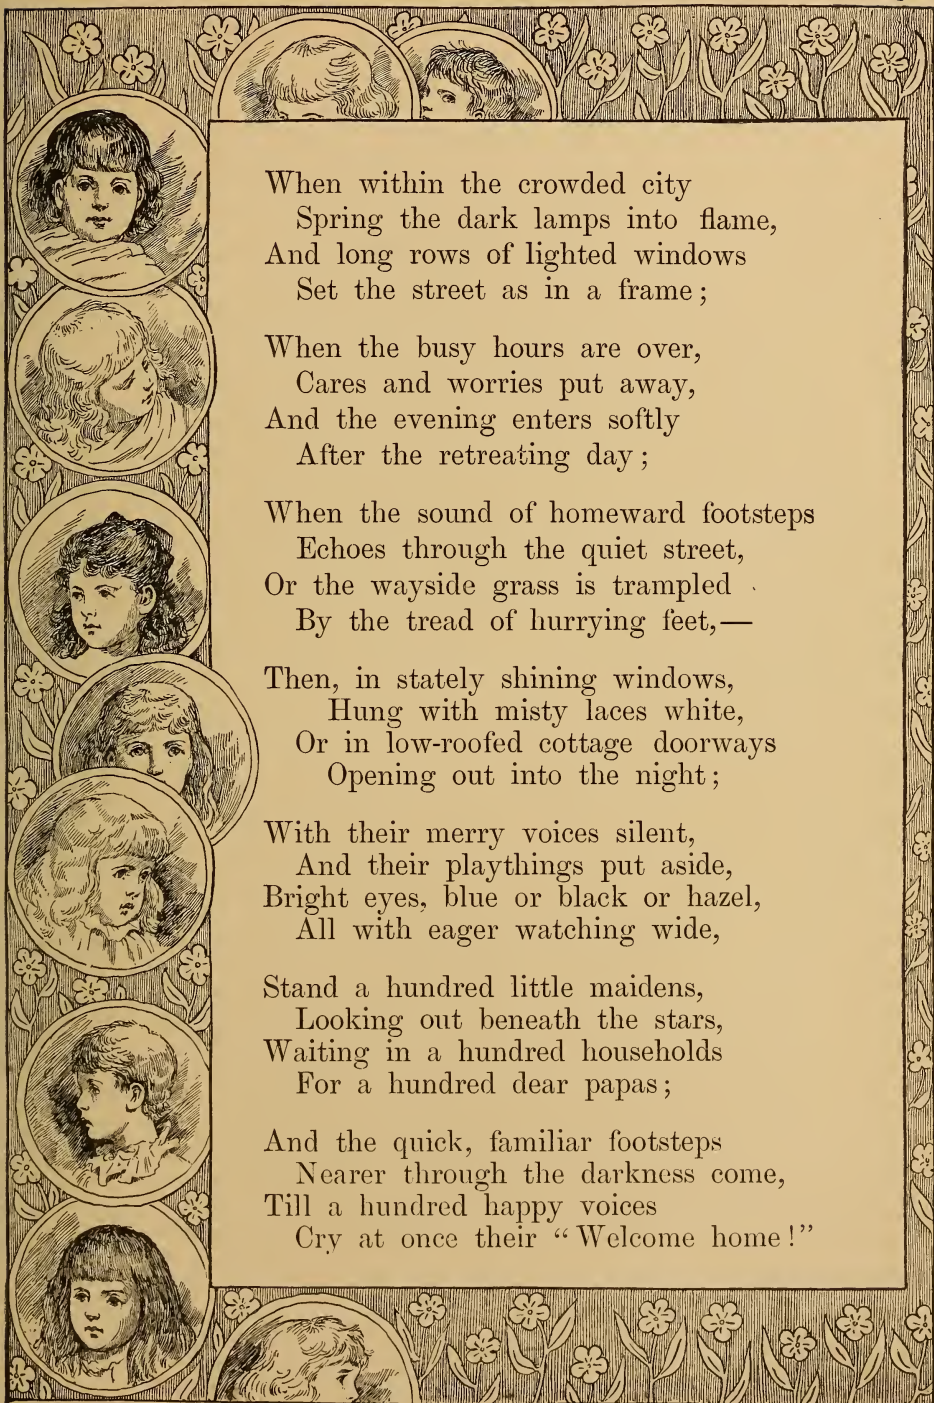 When within the crowded city
Spring the dark lamps into flame,
And long rows of lighted windows
Set the street as in a frame;
When the busy hours are over,
Cares and worries put away,
And the evening enters softly
After the retreating day;
When the sound of homeward footsteps
Echoes through the quiet street,
Or the wayside grass is trampled
By the tread of hurrying feet,—
Then, in stately shining windows,
Hung with misty laces white,
Or in low-roofed cottage doorways
Opening out into the night;
With their merry voices silent,
And their playthings put aside,
Bright eyes, blue or black or hazel,
All with eager watching wide,
Stand a hundred little maidens,
Looking out beneath the stars,
Waiting in a hundred households
For a hundred dear papas;
And the quick, familiar footsteps
Nearer through the darkness come,
Till a hundred happy voices
Cry at once their “Welcome home!”